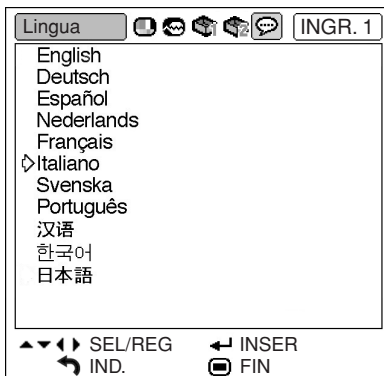 Lingua INGR. 1
English
Deutsch
Español
Nederlands
Français
Italiano
Svenska
Português
汉语
한국어
日本語
SEL/REG INSER
IND. FIN